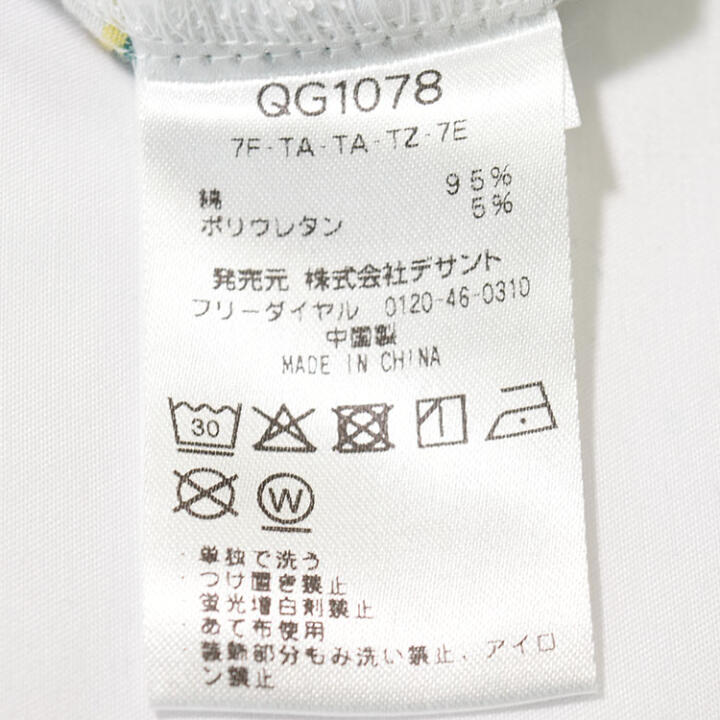 QG1078
7F-TA-TA-TZ-7E
綿 95%
ポリウレタン 5%
発売元 株式会社デサント
フリーダイヤル 0120-46-0310
中国製
MADE IN CHINA
30
W
・単独で洗う
・つけ置き禁止
・蛍光増白剤禁止
・あて布使用
・装飾部分もみ洗い禁止、アイロ
ン禁止